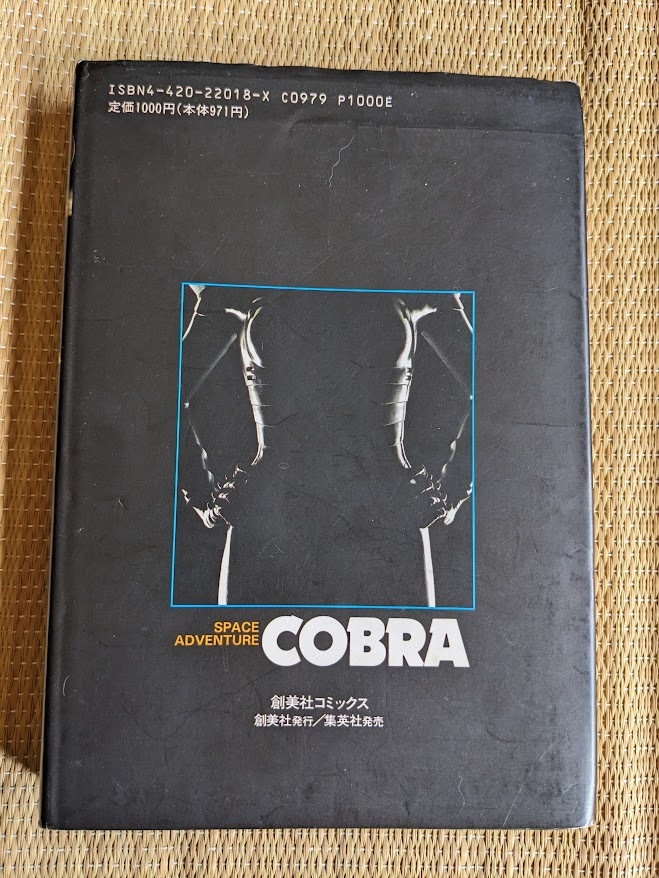 ISBN4-420-22018-X C0979 P1000E
定価1000円(本体971円)
SPACE
ADVENTURE
COBRA
創美社コミックス
創美社発行/集英社発売